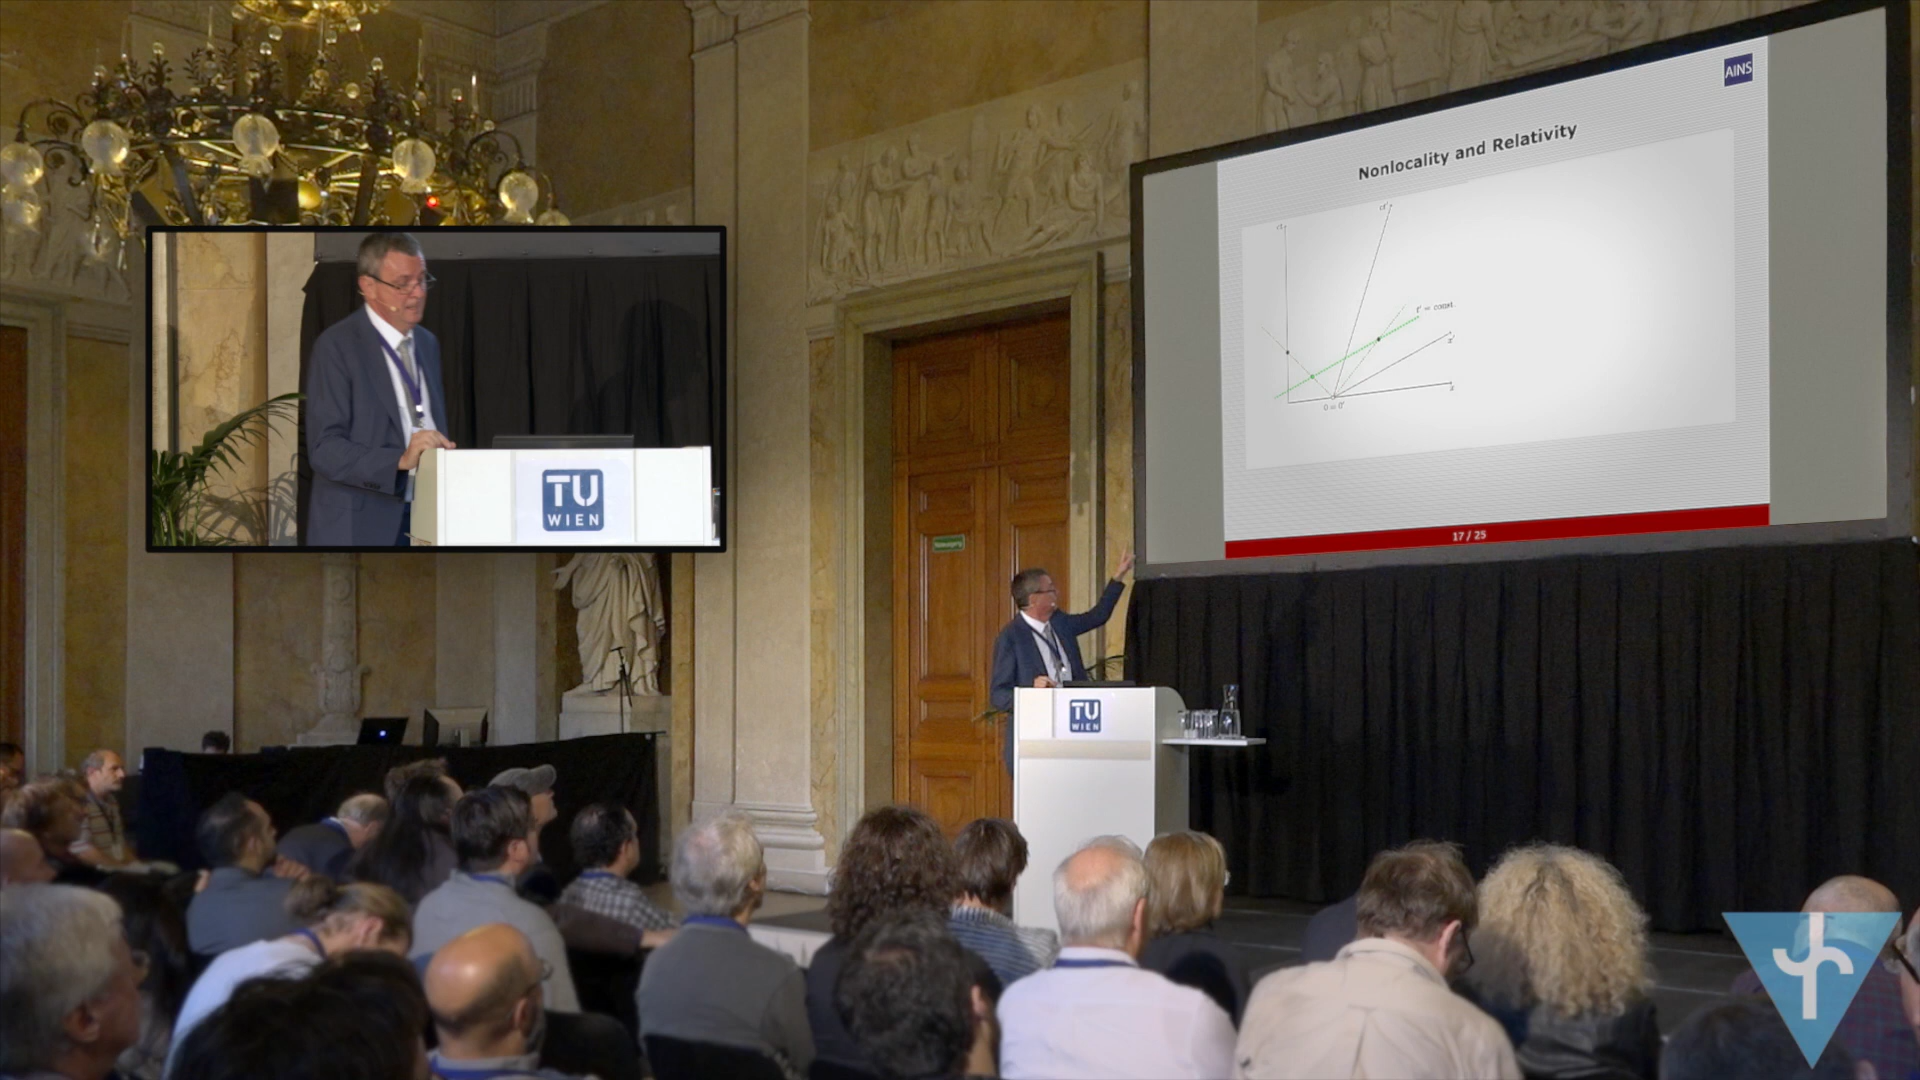 AINS
Nonlocality and Relativity
ct
ct'
t' = const.
x'
x
0 = 0'
17 / 25
TU
WIEN
TU
WIEN